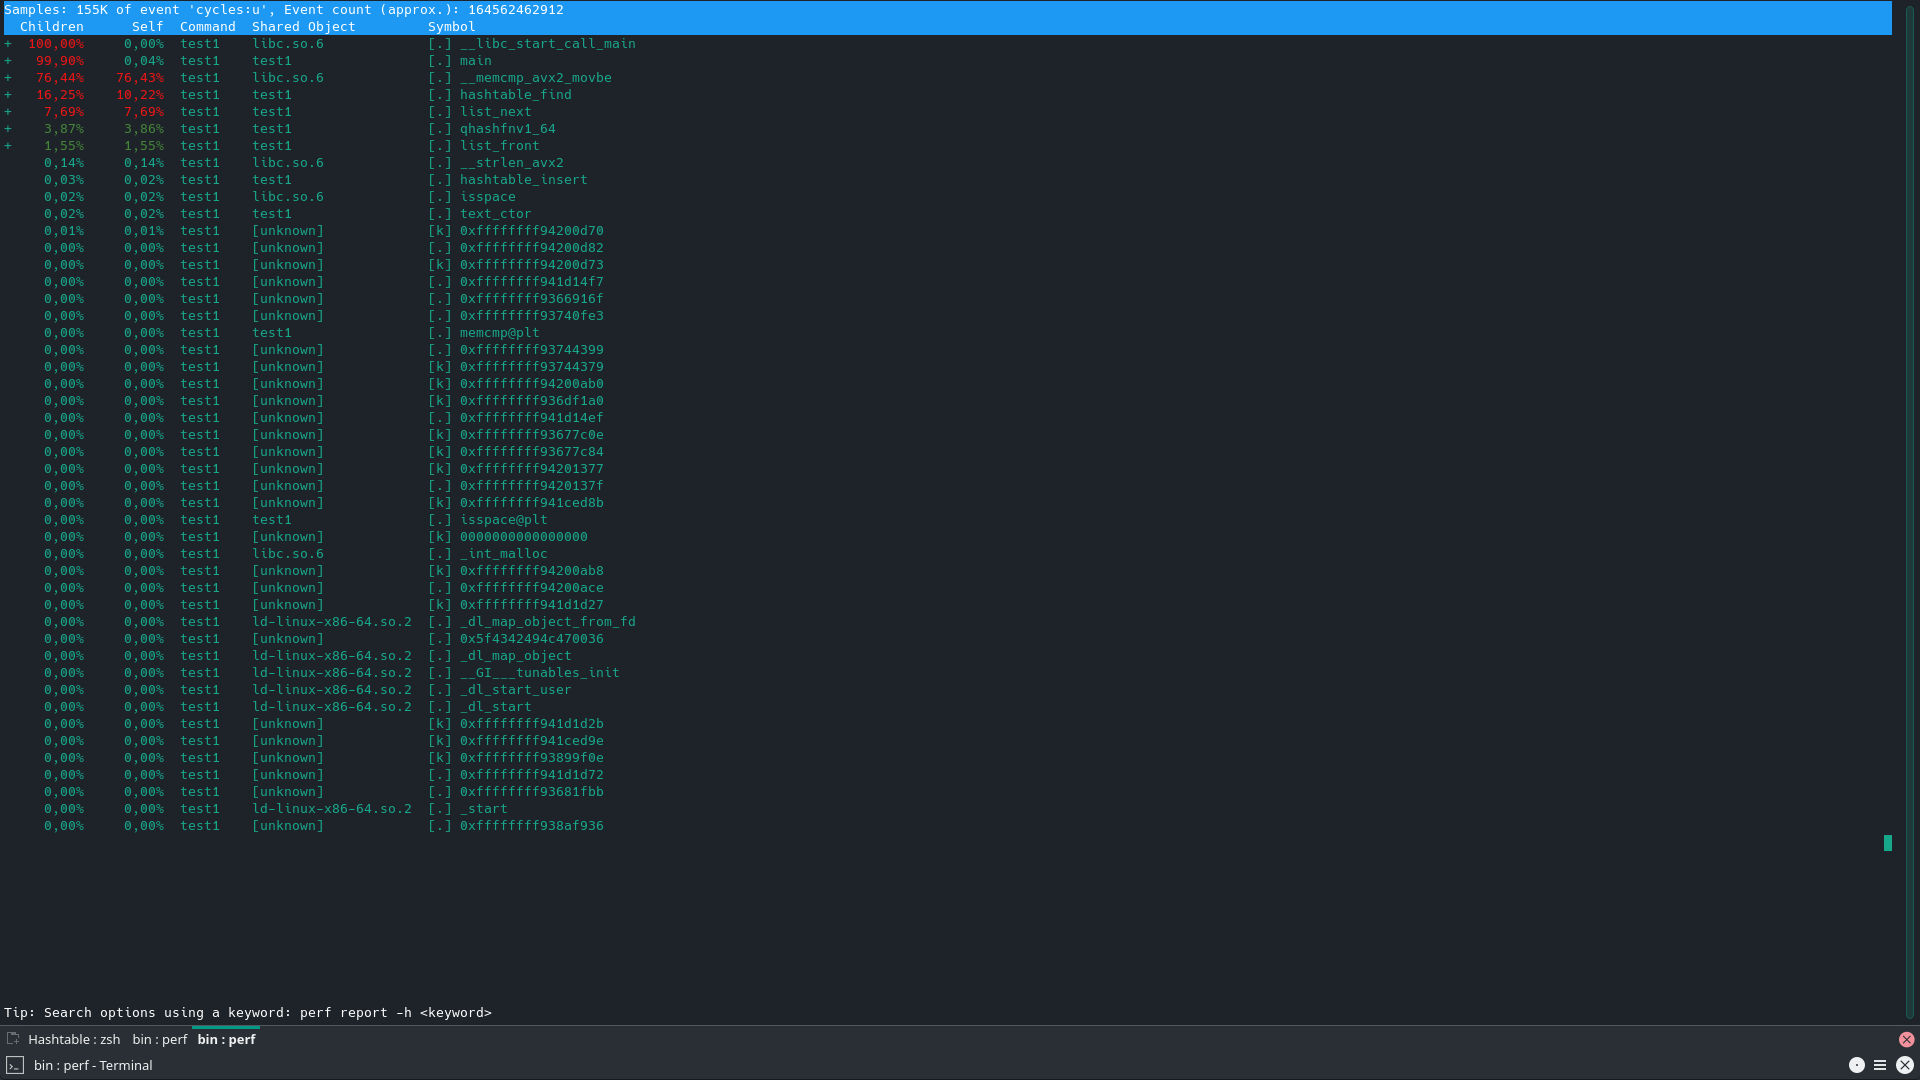 Samples: 155K of event 'cycles:u', Event count (approx.): 164562462912
Children Self Command Shared Object Symbol
+ 100,00% 0,00% test1 libc.so.6 [.] __libc_start_call_main
+ 99,90% 0,04% test1 test1 [.] main
+ 76,44% 76,43% test1 libc.so.6 [.] __memcmp_avx2_movbe
+ 16,25% 10,22% test1 test1 [.] hashtable_find
+ 7,69% 7,69% test1 test1 [.] list_next
+ 3,87% 3,86% test1 test1 [.] qhashfnv1_64
+ 1,55% 1,55% test1 test1 [.] list_front
0,14% 0,14% test1 libc.so.6 [.] __strlen_avx2
0,03% 0,02% test1 test1 [.] hashtable_insert
0,02% 0,02% test1 libc.so.6 [.] isspace
0,02% 0,02% test1 test1 [.] text_ctor
0,01% 0,01% test1 [unknown] [k] 0xffffffff94200d70
0,00% 0,00% test1 [unknown] [.] 0xffffffff94200d82
0,00% 0,00% test1 [unknown] [k] 0xffffffff94200d73
0,00% 0,00% test1 [unknown] [.] 0xffffffff941d14f7
0,00% 0,00% test1 [unknown] [.] 0xffffffff9366916f
0,00% 0,00% test1 [unknown] [.] 0xffffffff93740fe3
0,00% 0,00% test1 test1 [.] memcmp@plt
0,00% 0,00% test1 [unknown] [.] 0xffffffff93744399
0,00% 0,00% test1 [unknown] [k] 0xffffffff93744379
0,00% 0,00% test1 [unknown] [k] 0xffffffff94200ab0
0,00% 0,00% test1 [unknown] [k] 0xffffffff936df1a0
0,00% 0,00% test1 [unknown] [.] 0xffffffff941d14ef
0,00% 0,00% test1 [unknown] [k] 0xffffffff93677c0e
0,00% 0,00% test1 [unknown] [k] 0xffffffff93677c84
0,00% 0,00% test1 [unknown] [k] 0xffffffff94201377
0,00% 0,00% test1 [unknown] [.] 0xffffffff9420137f
0,00% 0,00% test1 [unknown] [k] 0xffffffff941ced8b
0,00% 0,00% test1 test1 [.] isspace@plt
0,00% 0,00% test1 [unknown] [k] 0000000000000000
0,00% 0,00% test1 libc.so.6 [.] _int_malloc
0,00% 0,00% test1 [unknown] [k] 0xffffffff94200ab8
0,00% 0,00% test1 [unknown] [.] 0xffffffff94200ace
0,00% 0,00% test1 [unknown] [k] 0xffffffff941d1d27
0,00% 0,00% test1 ld-linux-x86-64.so.2 [.] _dl_map_object_from_fd
0,00% 0,00% test1 [unknown] [.] 0x5f4342494c470036
0,00% 0,00% test1 ld-linux-x86-64.so.2 [.] _dl_map_object
0,00% 0,00% test1 ld-linux-x86-64.so.2 [.] __GI___tunables_init
0,00% 0,00% test1 ld-linux-x86-64.so.2 [.] _dl_start_user
0,00% 0,00% test1 ld-linux-x86-64.so.2 [.] _dl_start
0,00% 0,00% test1 [unknown] [k] 0xffffffff941d1d2b
0,00% 0,00% test1 [unknown] [k] 0xffffffff941ced9e
0,00% 0,00% test1 [unknown] [k] 0xffffffff93899f0e
0,00% 0,00% test1 [unknown] [.] 0xffffffff941d1d72
0,00% 0,00% test1 [unknown] [.] 0xffffffff93681fbb
0,00% 0,00% test1 ld-linux-x86-64.so.2 [.] _start
0,00% 0,00% test1 [unknown] [.] 0xffffffff938af936
Tip: Search options using a keyword: perf report -h <keyword>
Hashtable : zsh bin : perf bin : perf
bin : perf - Terminal